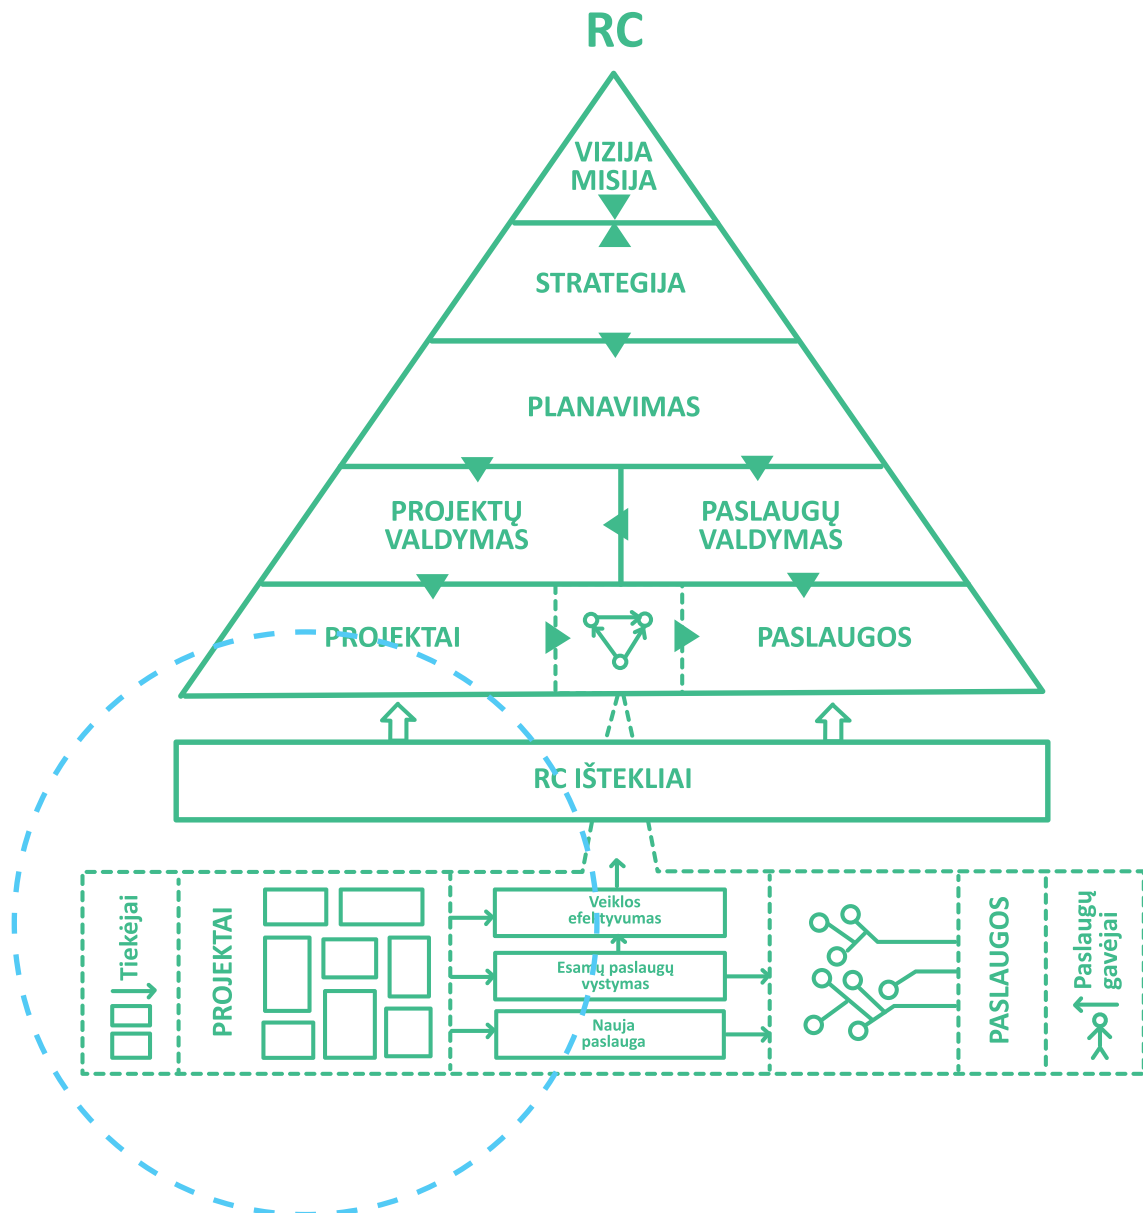 RC
VIZIJA
MISIJA
STRATEGIJA
PLANAVIMAS
PROJEKTŲ
VALDYMAS
PASLAUGŲ
VALDYMAS
PROJEKTAI
PASLAUGOS
RC IŠTEKLIAI
Tiekėjai
PROJEKTAI
Veiklos
efektyvumas
Esamų paslaugų
vystymas
Nauja
paslauga
PASLAUGOS
Paslaugų
gavėjai